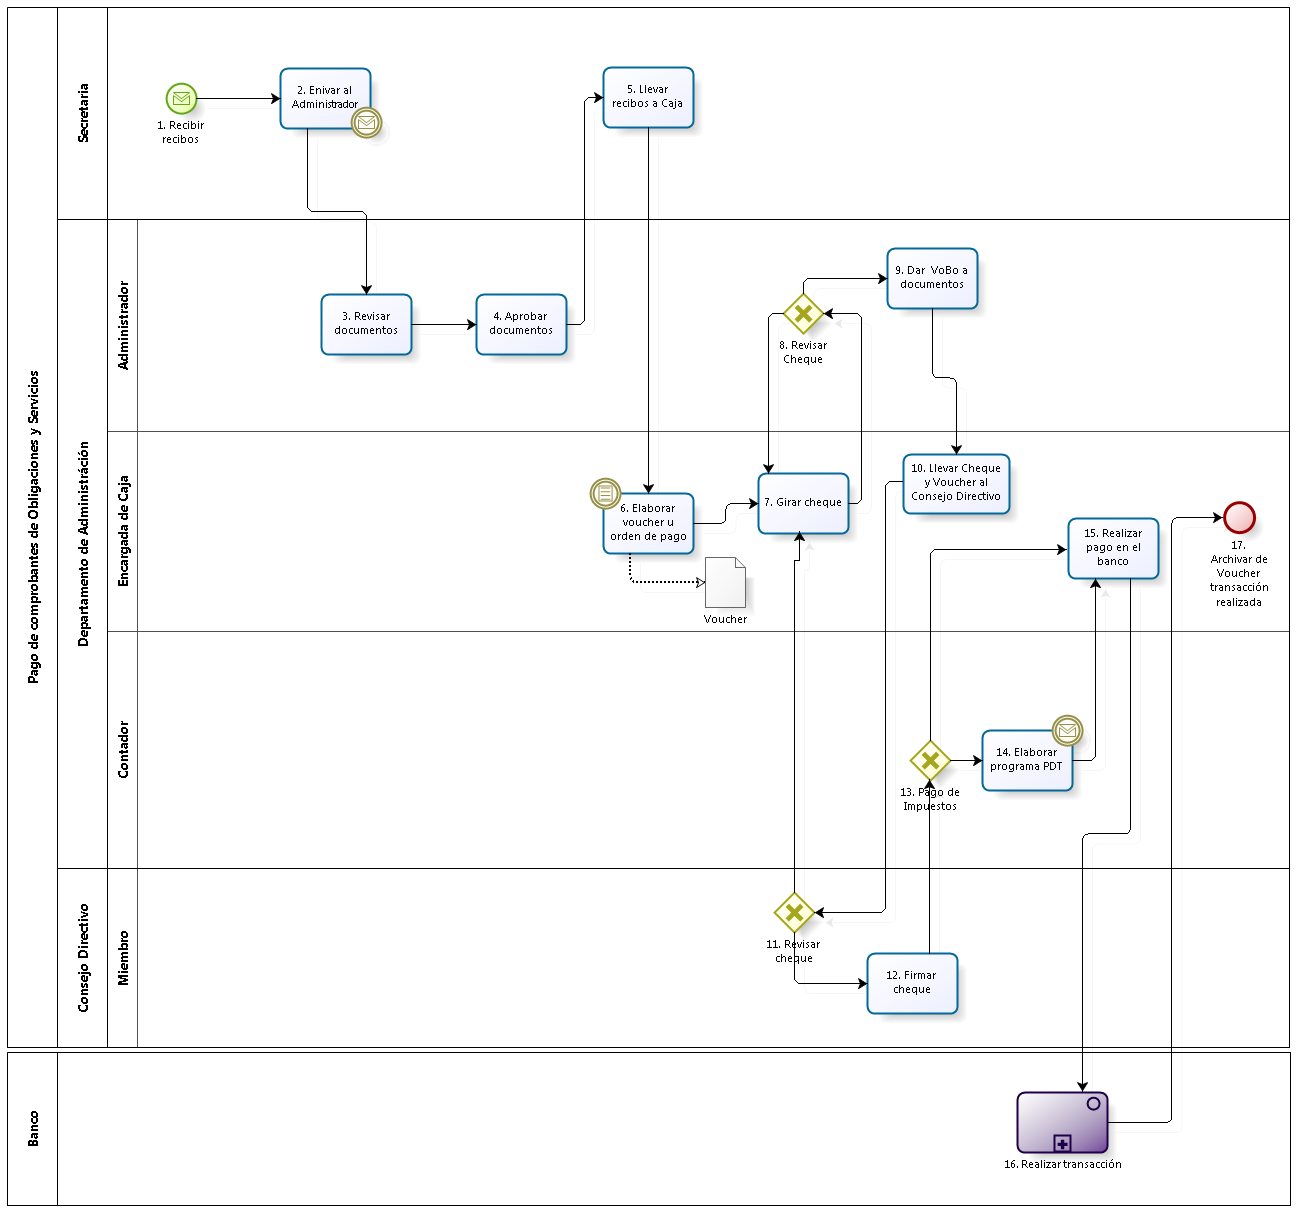 Pago de comprobantes de Obligaciones y Servicios
Secretaria
1. Recibir
recibos
2. Enivar al
Administrador
5. Llevar
recibos a Caja
Departamento de Administráción
Administrador
3. Revisar
documentos
4. Aprobar
documentos
8. Revisar
Cheque
9. Dar VoBo a
documentos
Encargada de Caja
6. Elaborar
voucher u
orden de pago
Voucher
7. Girar cheque
10. Llevar Cheque
y Voucher al
Consejo Directivo
15. Realizar
pago en el
banco
17.
Archivar de
Voucher
transacción
realizada
Contador
13. Pago de
Impuestos
14. Elaborar
programa PDT
Consejo Directivo
Miembro
11. Revisar
cheque
12. Firmar
cheque
Banco
16. Realizar transacción